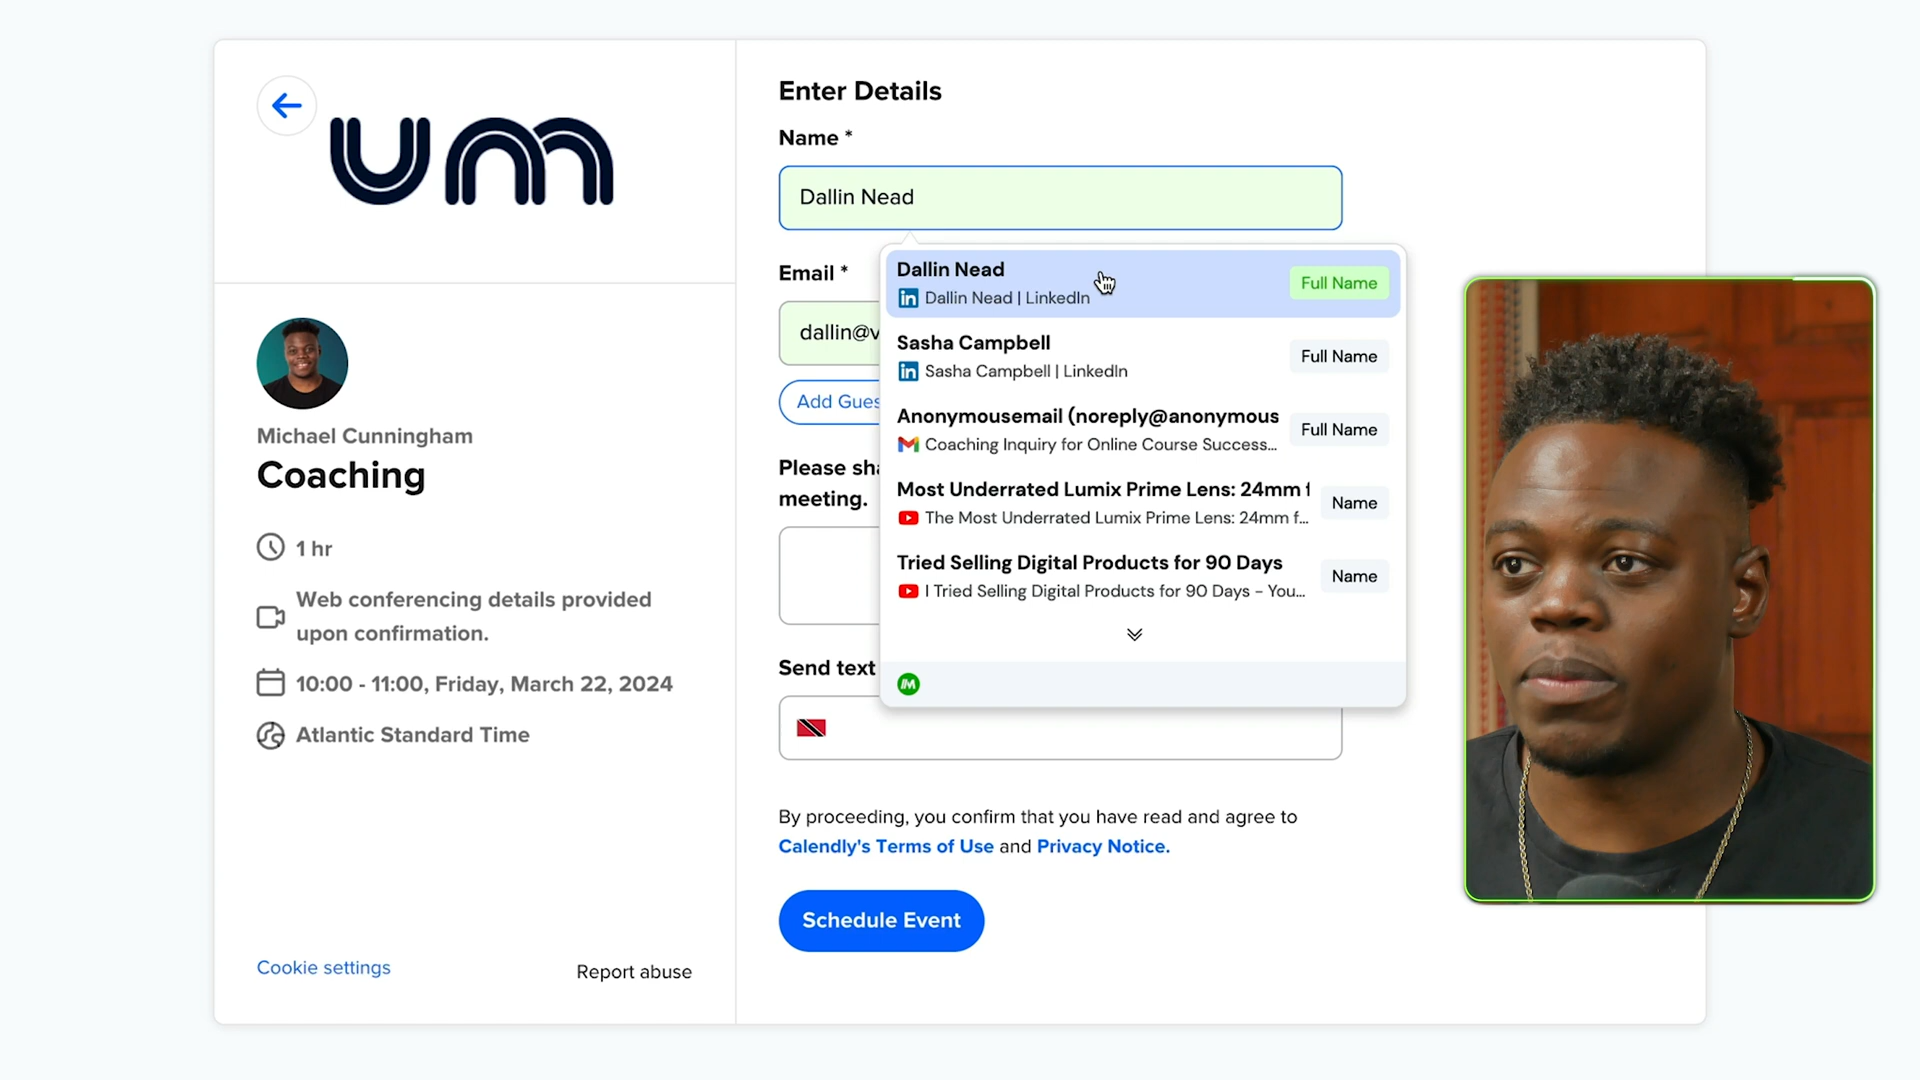 um
Michael Cunningham
Coaching
1 hr
Web conferencing details provided
upon confirmation.
10:00 - 11:00, Friday, March 22, 2024
Atlantic Standard Time
Cookie settings
Report abuse
Enter Details
Name *
Dallin Nead
Email *
dallin@v
Add Gues
Please sha
meeting.
Send text
Dallin Nead
Dallin Nead | LinkedIn
Full Name
Sasha Campbell
Sasha Campbell | LinkedIn
Full Name
Anonymousemail (noreply@anonymous
Coaching Inquiry for Online Course Success...
Full Name
Most Underrated Lumix Prime Lens: 24mm f
The Most Underrated Lumix Prime Lens: 24mm f...
Name
Tried Selling Digital Products for 90 Days
I Tried Selling Digital Products for 90 Days – You...
Name
By proceeding, you confirm that you have read and agree to
Calendly's Terms of Use and Privacy Notice.
Schedule Event